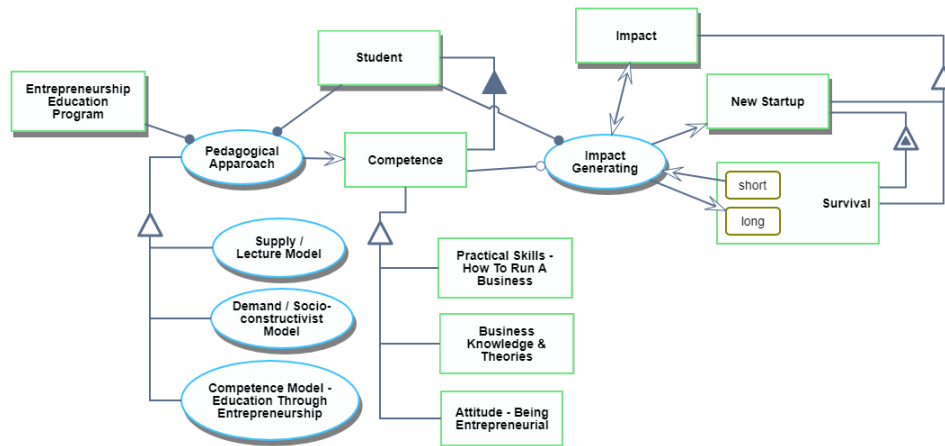 Impact
Student
Entrepreneurship
Education
Program
New Startup
Pedagogical
Apparoach
Competence
Impact
Generating
short
Survival
long
Supply /
Lecture Model
Practical Skills -
How To Run A
Business
Demand / Socio-
constructivist
Model
Business
Knowledge &
Theories
Competence Model -
Education Through
Entrepreneurship
Attitude - Being
Entrepreneurial